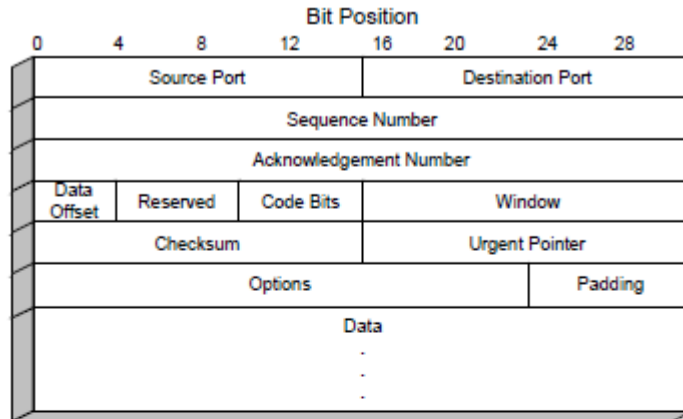 Bit Position
0 4 8 12 16 20 24 28
Source Port Destination Port
Sequence Number
Acknowledgement Number
Data Offset Reserved Code Bits Window
Checksum Urgent Pointer
Options Padding
Data
.
.
.